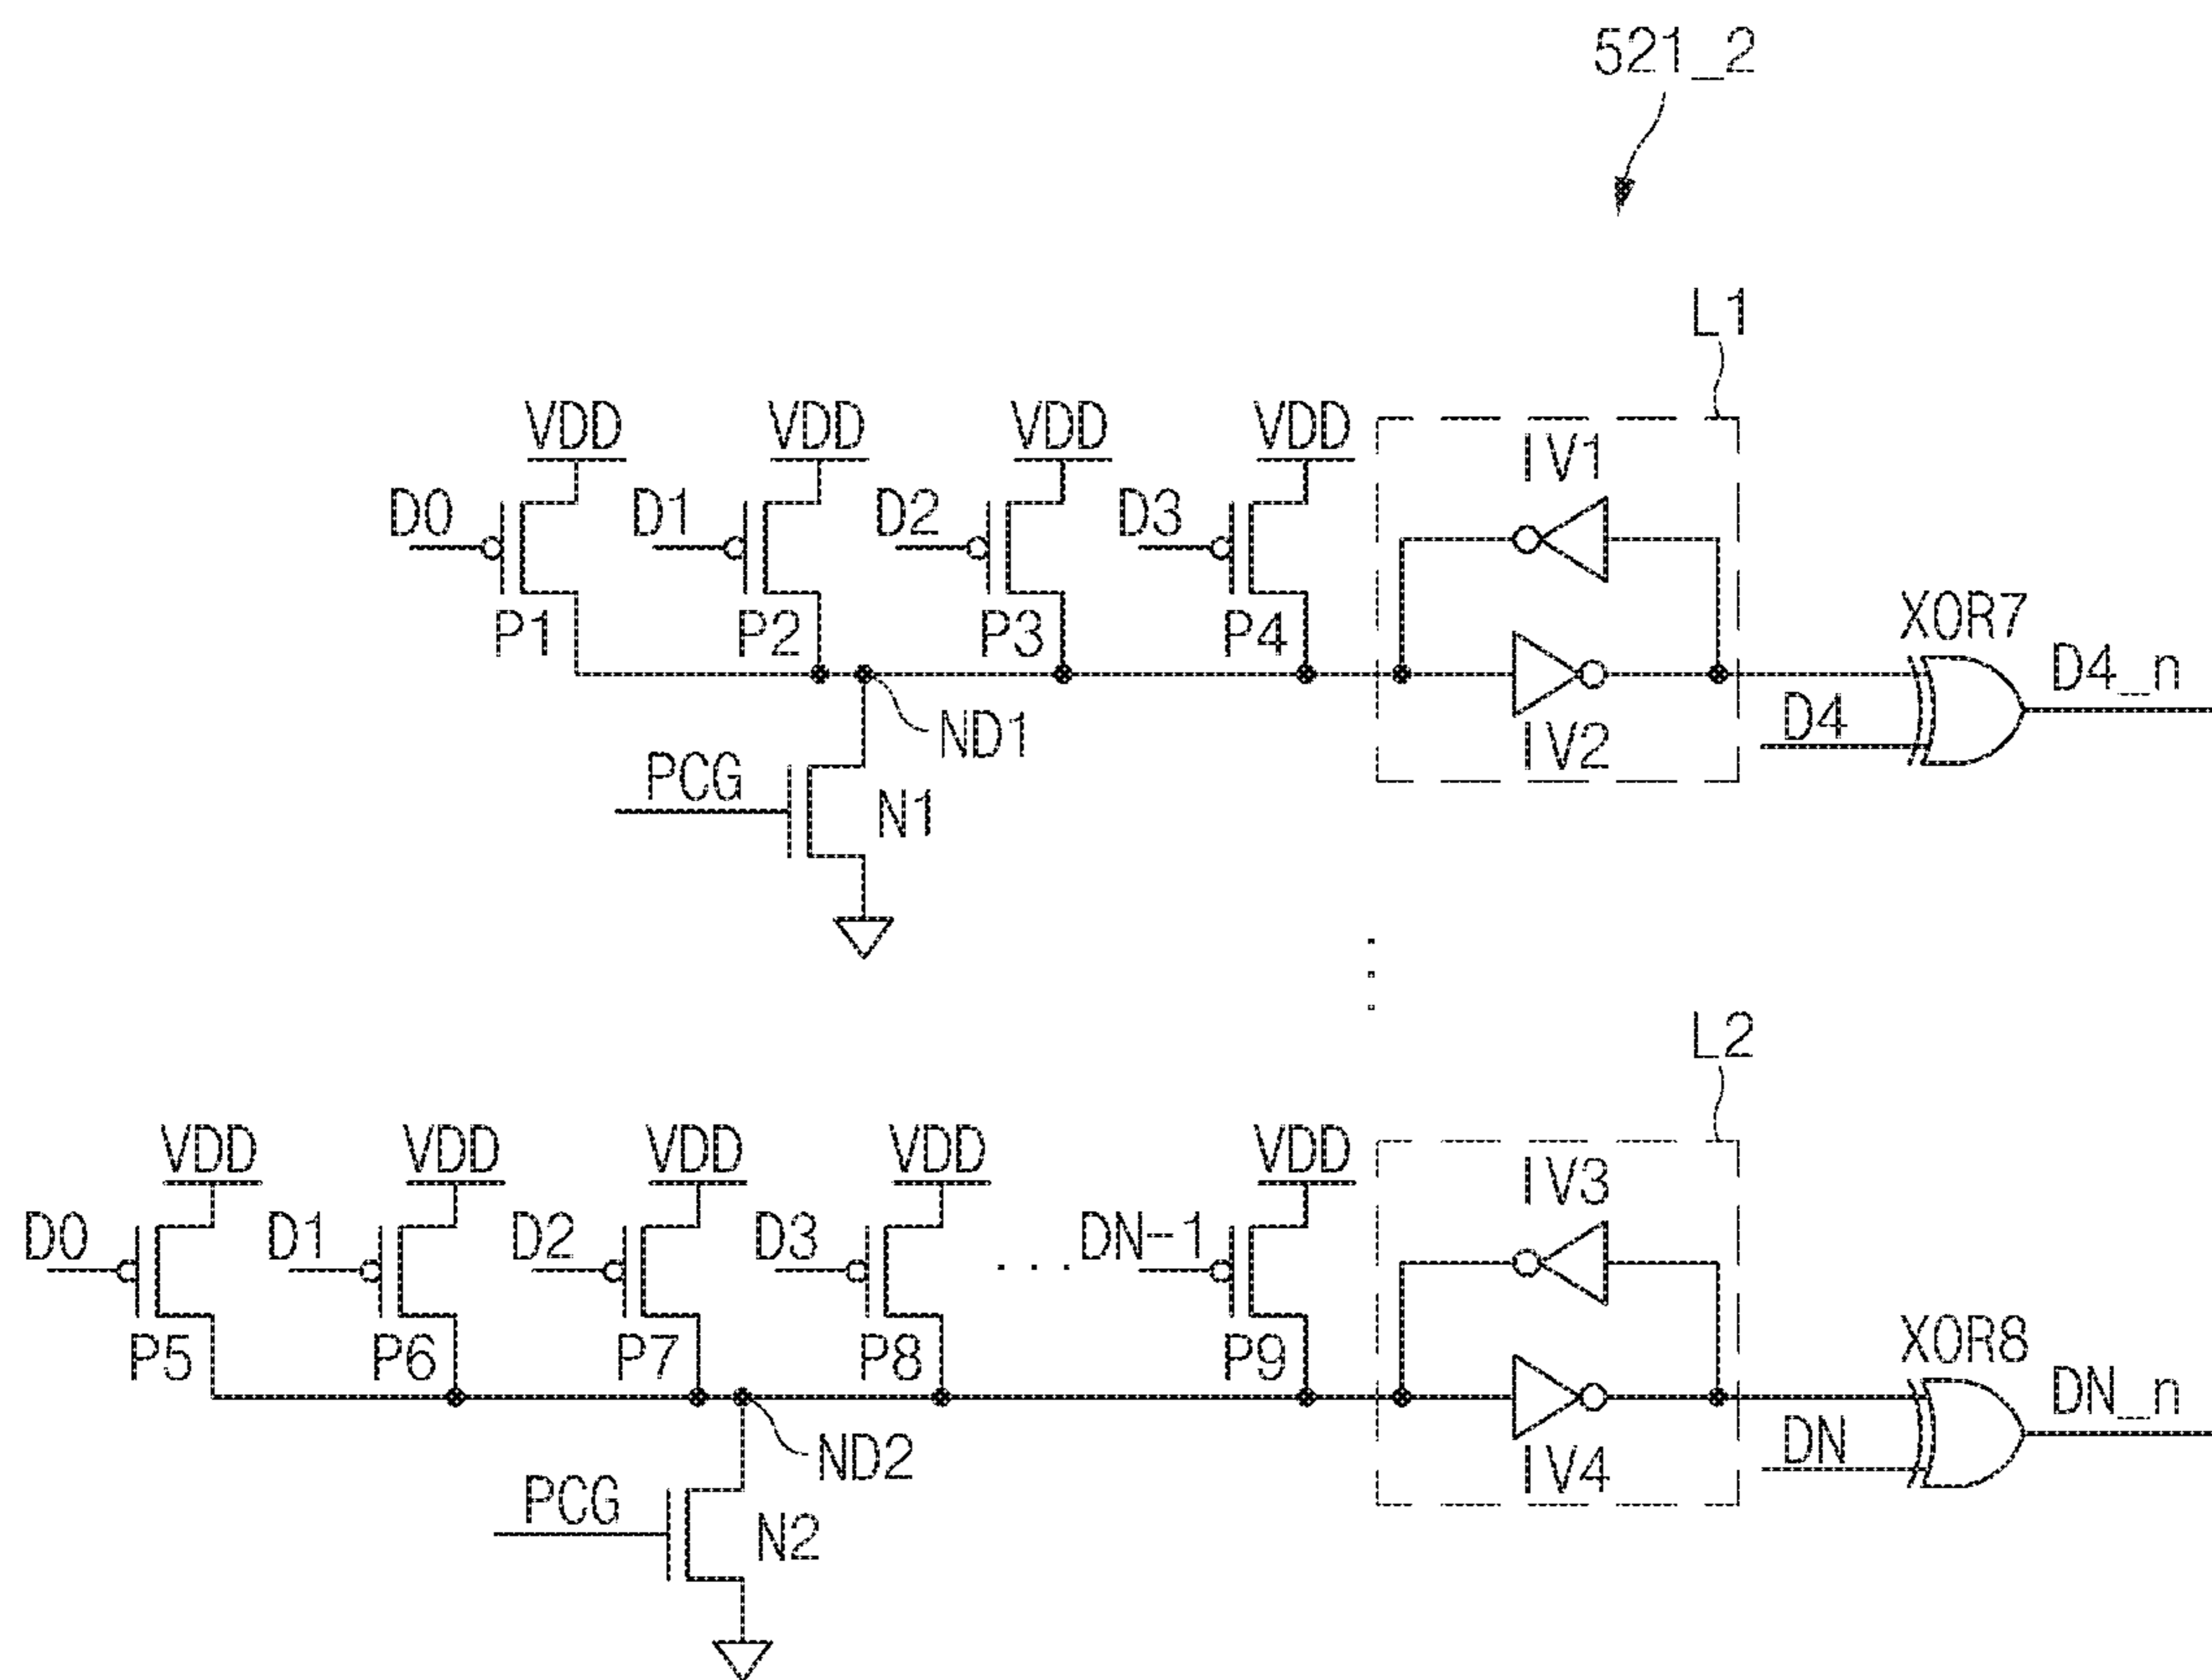 521_2
L1
VDD VDD VDD VDD
IV1
D0 D1 D2 D3
P1 P2 P3 P4
XOR7
D4_n
D4
IV2
ND1
PCG
N1
L2
VDD VDD VDD VDD VDD
IV3
D0 D1 D2 D3 ... DN-1
P5 P6 P7 P8 P9
XOR8
DN_n
DN
IV4
ND2
PCG
N2